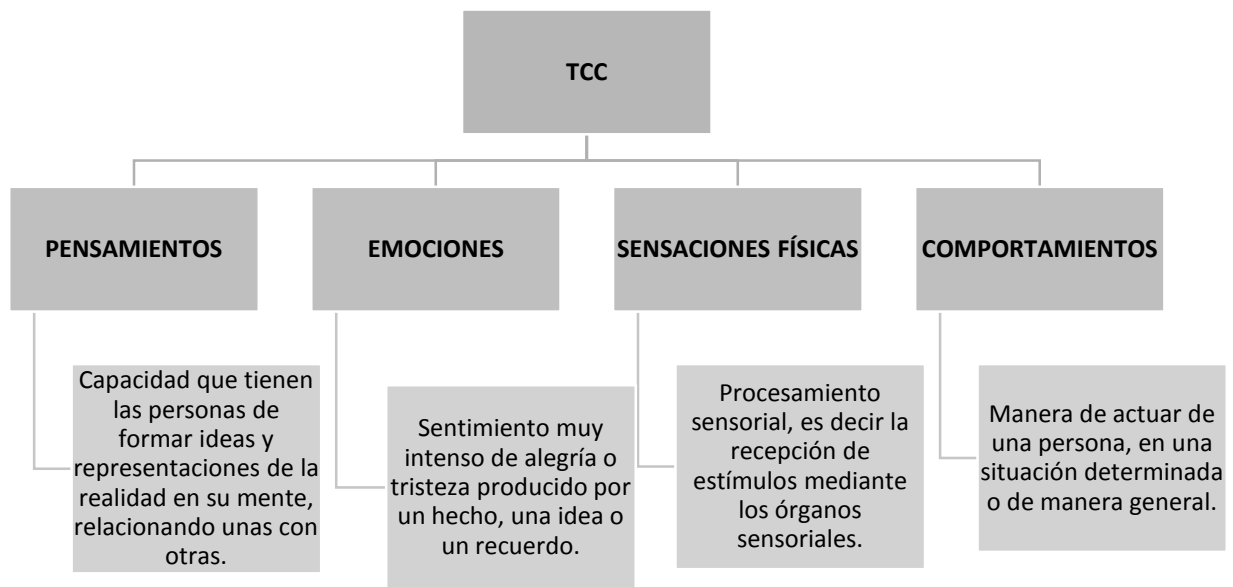 TCC
PENSAMIENTOS
EMOCIONES
SENSACIONES FÍSICAS
COMPORTAMIENTOS
Capacidad que tienen
las personas de
formar ideas y
representaciones de la
realidad en su mente,
relacionando unas con
otras.
Sentimiento muy
intenso de alegría o
tristeza producido por
un hecho, una idea o
un recuerdo.
Procesamiento
sensorial, es decir la
recepción de
estímulos mediante
los órganos
sensoriales.
Manera de actuar de
una persona, en una
situación determinada
o de manera general.